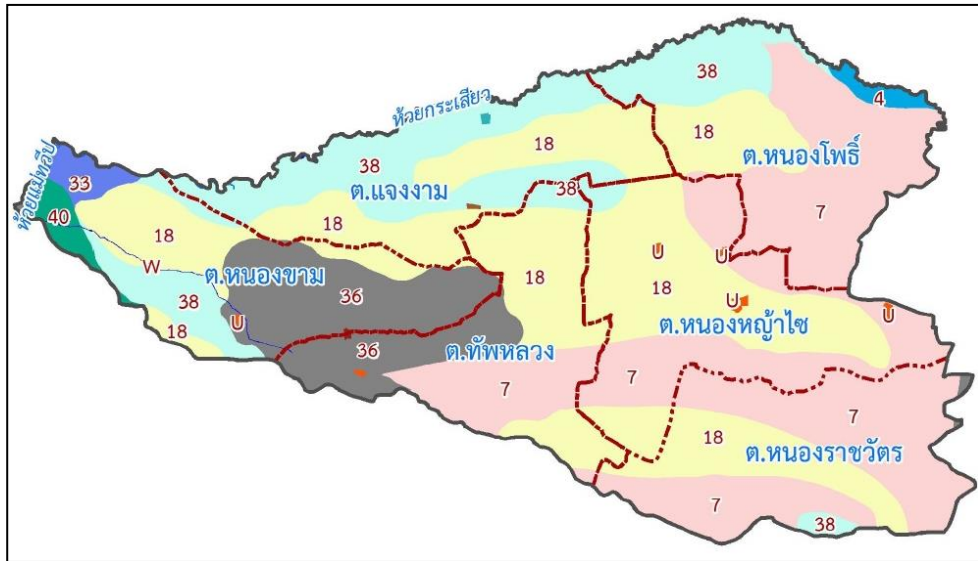 38
4
ห้วยกระเสียว
18
18
ต.หนองโพธิ์
38
33
ห้วยแม่ทวีป
ต.แจงงาม
38
40
18
18
7
W
ต.หนองขาม
U
U
36
18
18
U
38
U
U
ต.หนองหญ้าไซ
18
36
ต.ทัพหลวง
7
7
7
18
ต.หนองราชวัตร
7
38